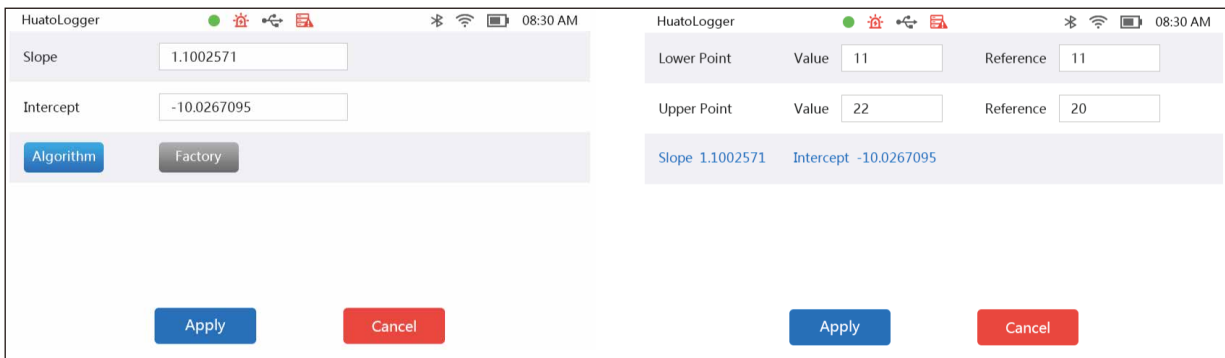 HuatoLogger 08:30 AM
Slope 1.1002571
Intercept -10.0267095
Algorithm Factory
Apply Cancel
HuatoLogger 08:30 AM
Lower Point Value 11 Reference 11
Upper Point Value 22 Reference 20
Slope 1.1002571 Intercept -10.0267095
Apply Cancel